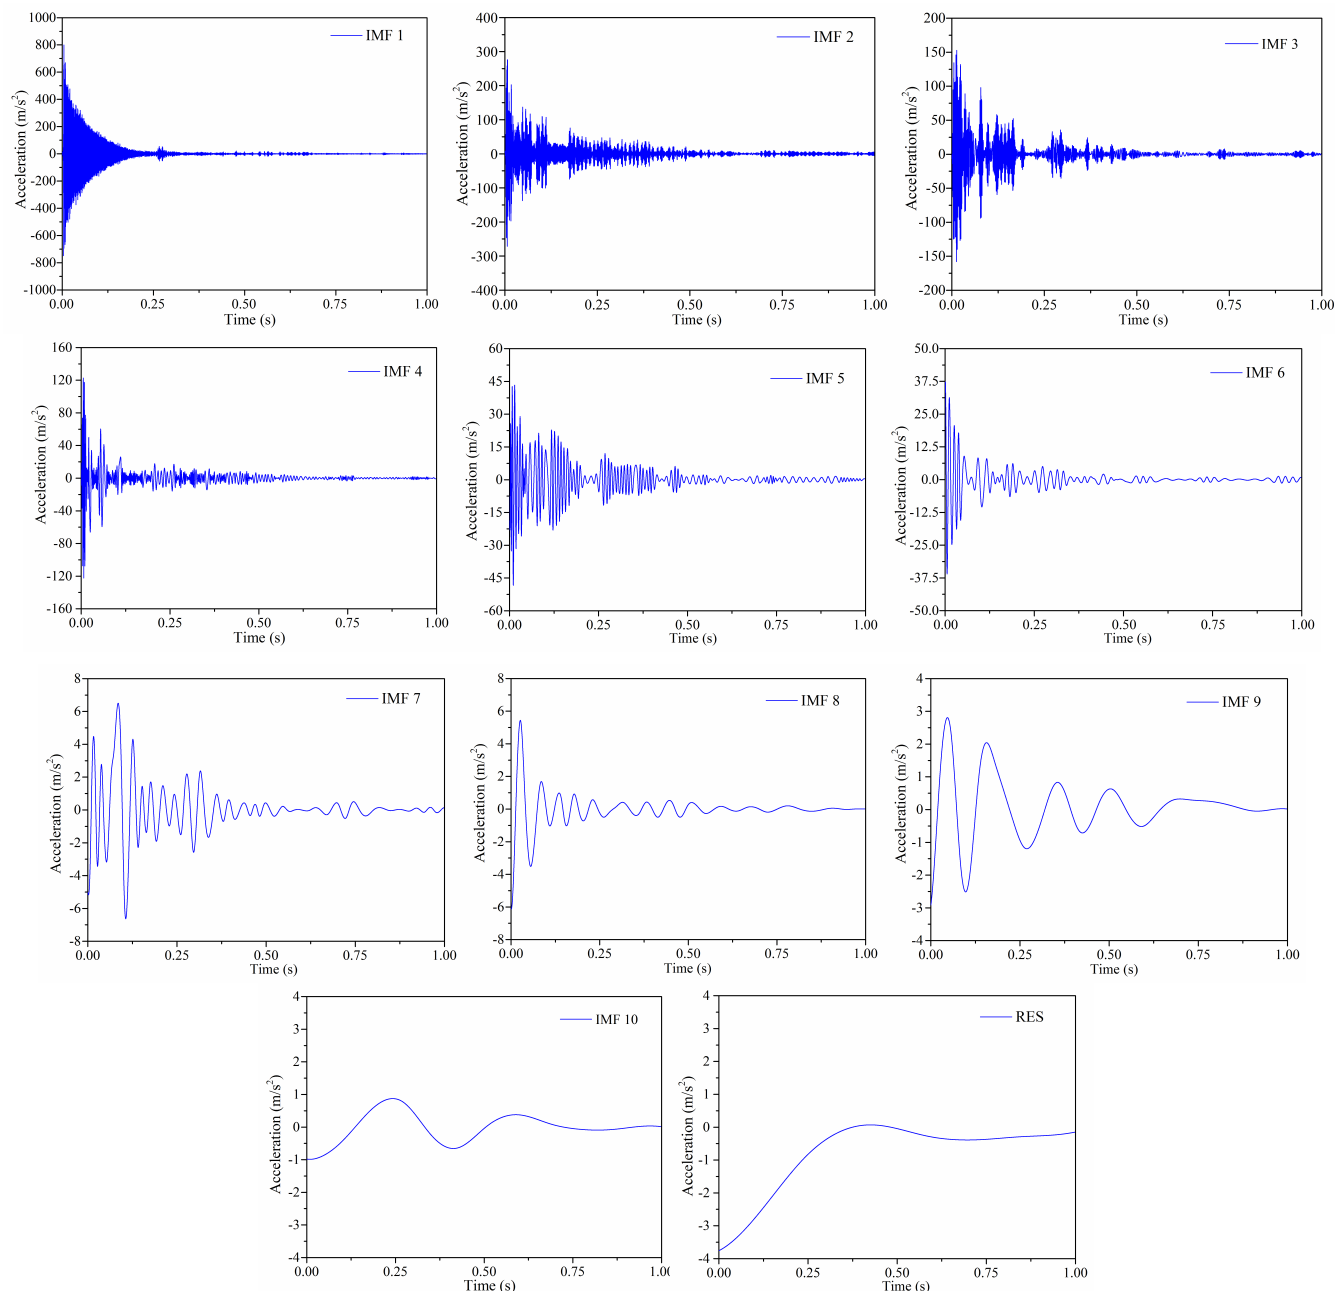 IMF 1
Acceleration (m/s²)
1000
800
600
400
200
0
-200
-400
-600
-800
-1000
0.00 0.25 0.50 0.75 1.00
Time (s)
IMF 2
Acceleration (m/s²)
400
300
200
100
0
-100
-200
-300
-400
0.00 0.25 0.50 0.75 1.00
Time (s)
IMF 3
Acceleration (m/s²)
200
150
100
50
0
-50
-100
-150
-200
0.00 0.25 0.50 0.75 1.00
Time (s)
IMF 4
Acceleration (m/s²)
160
120
80
40
0
-40
-80
-120
-160
0.00 0.25 0.50 0.75 1.00
Time (s)
IMF 5
Acceleration (m/s²)
60
45
30
15
0
-15
-30
-45
-60
0.00 0.25 0.50 0.75 1.00
Time (s)
IMF 6
Acceleration (m/s²)
50.0
37.5
25.0
12.5
0.0
-12.5
-25.0
-37.5
-50.0
0.00 0.25 0.50 0.75 1.00
Time (s)
IMF 7
Acceleration (m/s²)
8
6
4
2
0
-2
-4
-6
-8
0.00 0.25 0.50 0.75 1.00
Time (s)
IMF 8
Acceleration (m/s²)
8
6
4
2
0
-2
-4
-6
-8
0.00 0.25 0.50 0.75 1.00
Time (s)
IMF 9
Acceleration (m/s²)
4
3
2
1
0
-1
-2
-3
-4
0.00 0.25 0.50 0.75 1.00
Time (s)
IMF 10
Acceleration (m/s²)
4
3
2
1
0
-1
-2
-3
-4
0.00 0.25 0.50 0.75 1.00
Time (s)
RES
Acceleration (m/s²)
4
3
2
1
0
-1
-2
-3
-4
0.00 0.25 0.50 0.75 1.00
Time (s)